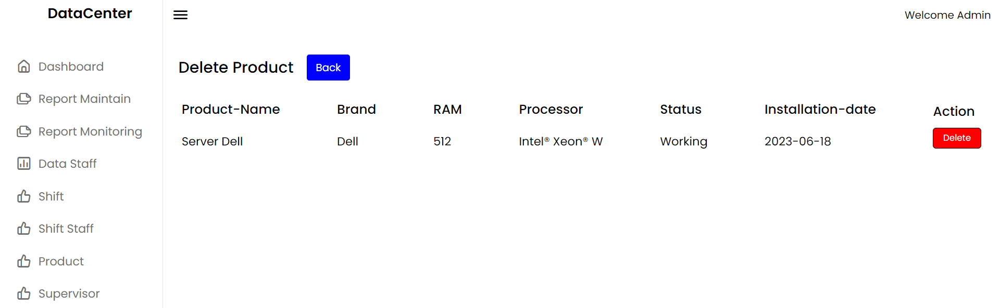 DataCenter
Welcome Admin
Dashboard
Report Maintain
Report Monitoring
Data Staff
Shift
Shift Staff
Product
Supervisor
Delete Product Back
Product-Name Brand RAM Processor Status Installation-date Action
Server Dell Dell 512 Intel® Xeon® W Working 2023-06-18 Delete